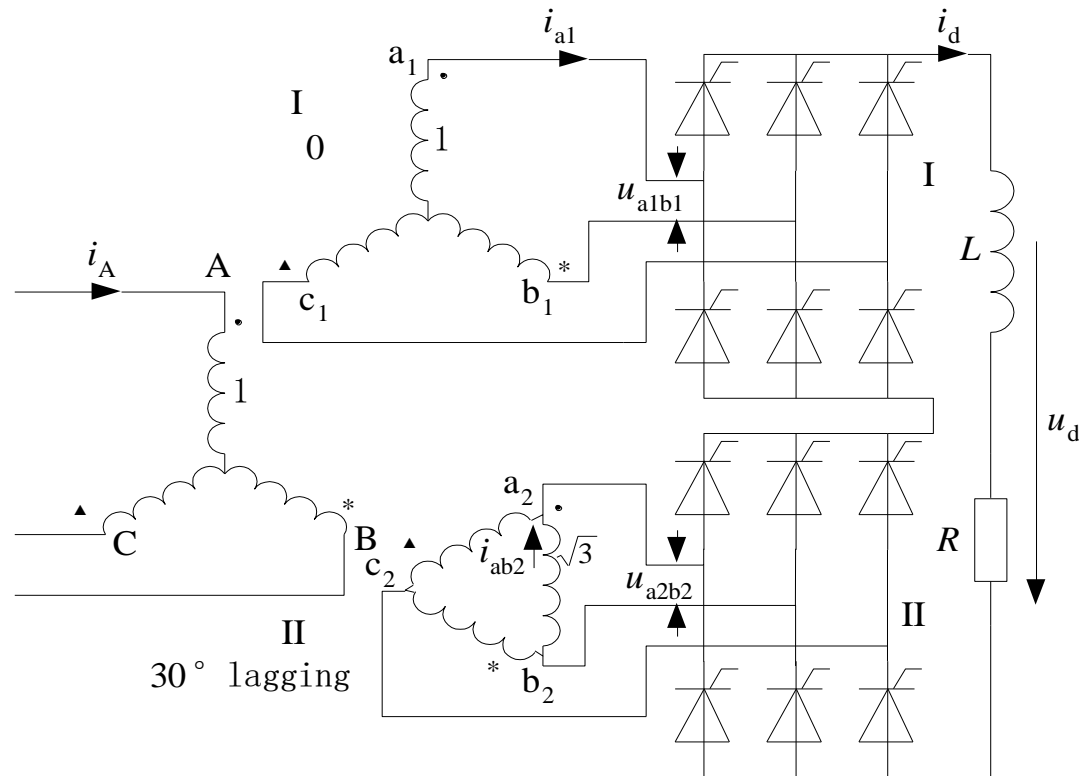 i_a1
i_d
a_1
I
0
1
I
u_a1b1
i_A
A
c_1
b_1
*
L
1
u_d
a_2
*
C
B
c_2
i_ab2
√3
R
u_a2b2
II
II
30° lagging
*
b_2